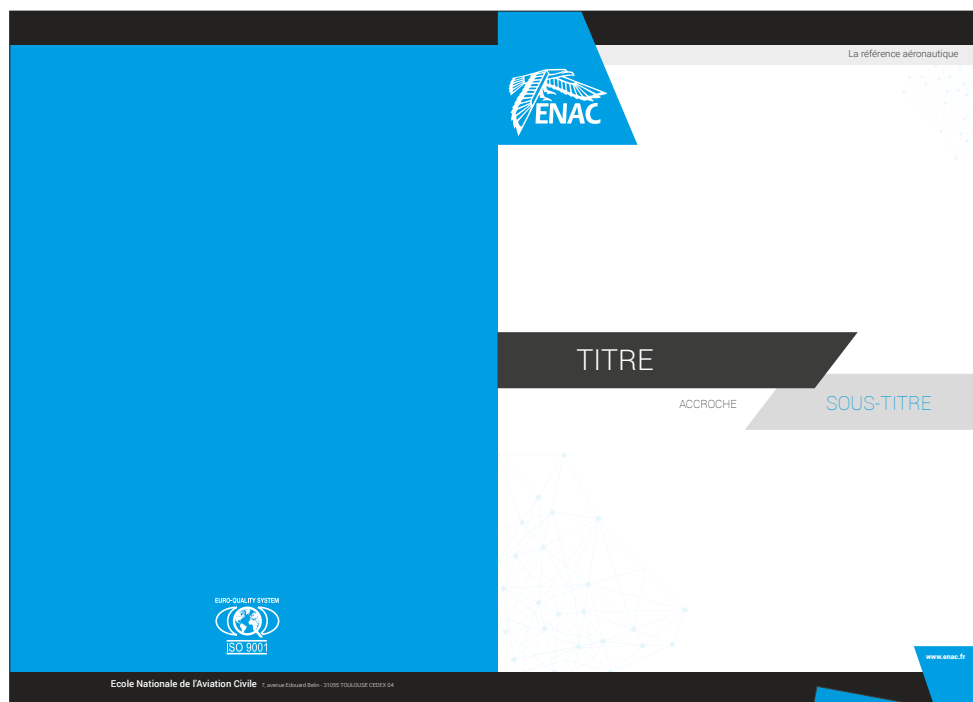 La référence aéronautique
ENAC
TITRE
ACCROCHE
SOUS-TITRE
EURO-QUALITY SYSTEM
ISO 9001
www.enac.fr
Ecole Nationale de l'Aviation Civile 7, avenue Edouard Belin - 31055 TOULOUSE CEDEX 04